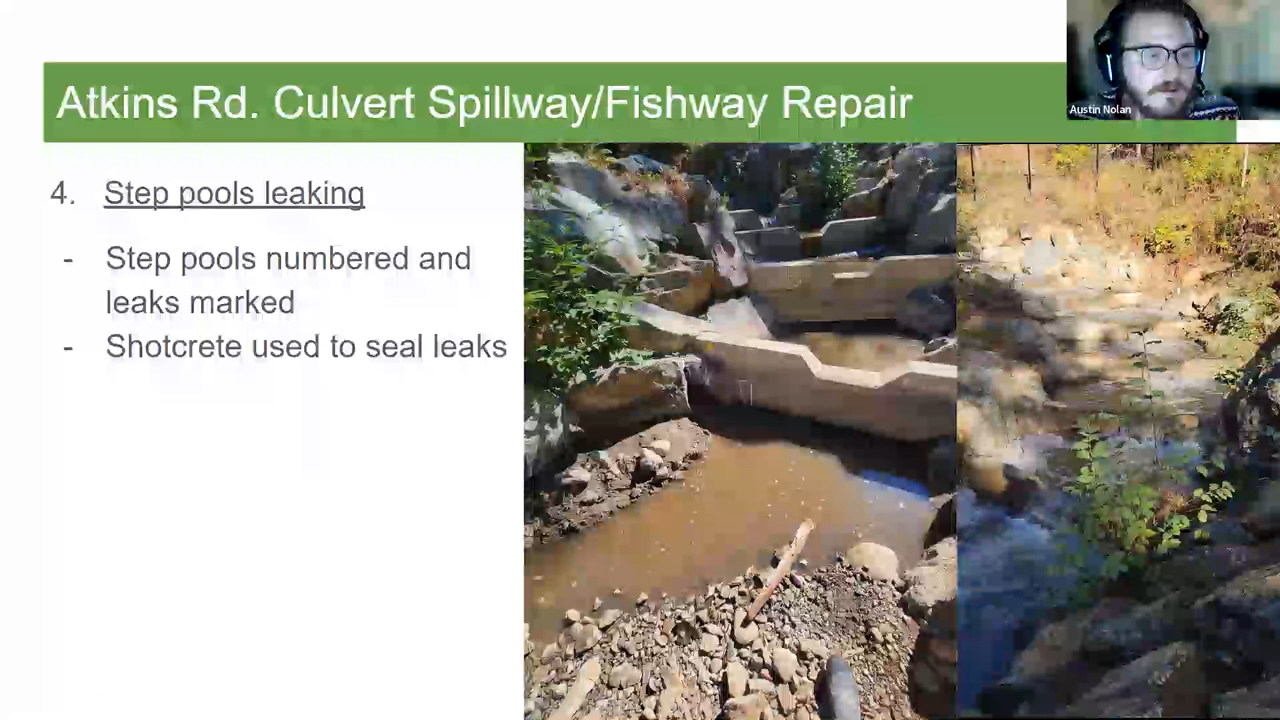 Atkins Rd. Culvert Spillway/Fishway Repair
Austin Nolan
4. Step pools leaking
- Step pools numbered and
leaks marked
- Shotcrete used to seal leaks